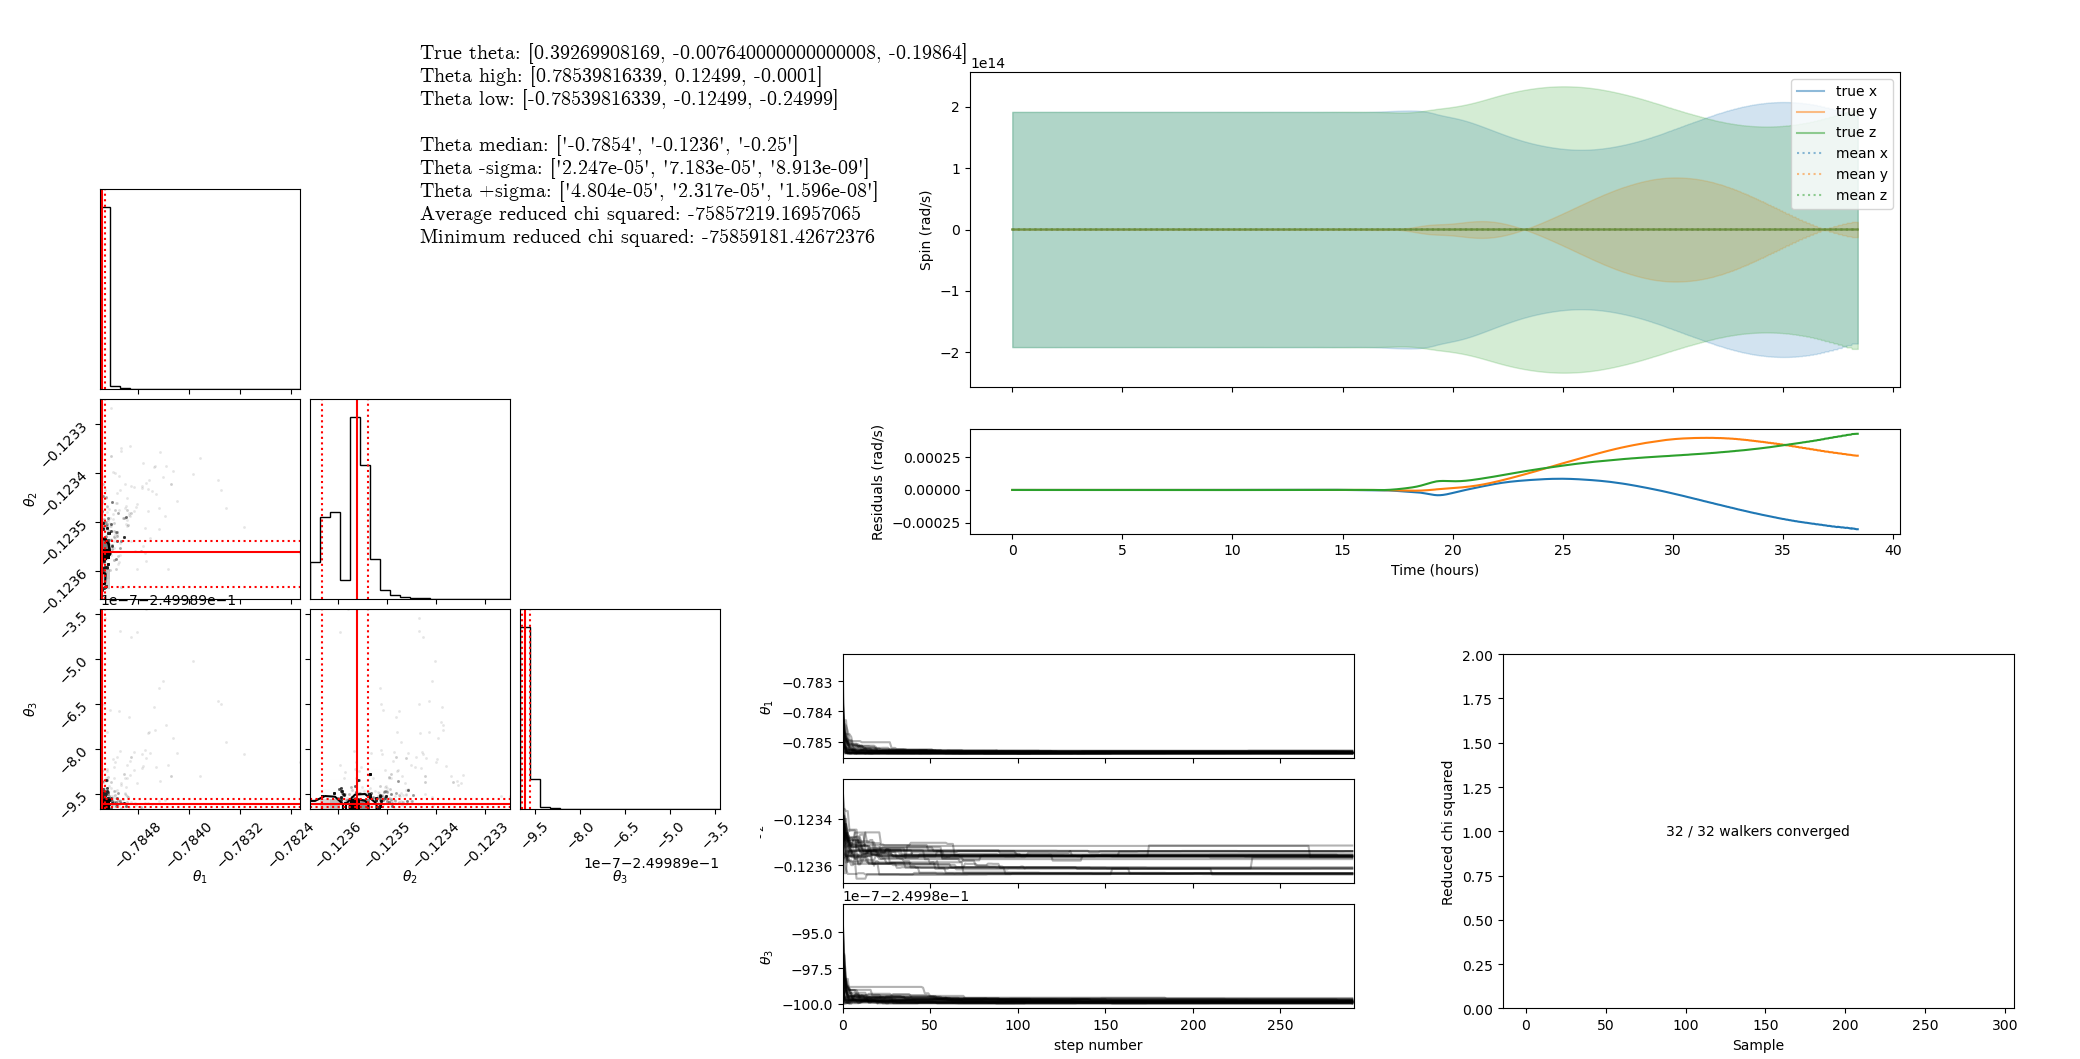 True theta: [0.39269908169, -0.007640000000000008, -0.19864]
Theta high: [0.78539816339, 0.12499, -0.0001]
Theta low: [-0.78539816339, -0.12499, -0.24999]
Theta median: ['-0.7854', '-0.1236', '-0.25']
Theta -sigma: ['2.247e-05', '7.183e-05', '8.913e-09']
Theta +sigma: ['4.804e-05', '2.317e-05', '1.596e-08']
Average reduced chi squared: -75857219.16957065
Minimum reduced chi squared: -75859181.42672376
1e14
2
1
0
−1
−2
Spin (rad/s)
true x
true y
true z
mean x
mean y
mean z
0.00025
0.00000
−0.00025
Residuals (rad/s)
0 5 10 15 20 25 30 35 40
Time (hours)
−0.1233
−0.1234
−0.1235
−0.1236
θ2
1e−7−2.49989e−1
−3.5
−5.0
−6.5
−8.0
−9.5
θ3
−0.7848 −0.7840 −0.7832 −0.7824
θ1
−0.1236 −0.1235 −0.1234 −0.1233
θ2
−9.5 −8.0 −6.5 −5.0 −3.5
1e−7−2.49989e−1
θ3
−0.783
−0.784
−0.785
θ1
−0.1234
−0.1236
1e−7−2.4998e−1
−95.0
−97.5
−100.0
θ3
0 50 100 150 200 250
step number
2.00
1.75
1.50
1.25
1.00
0.75
0.50
0.25
0.00
Reduced chi squared
32 / 32 walkers converged
0 50 100 150 200 250 300
Sample